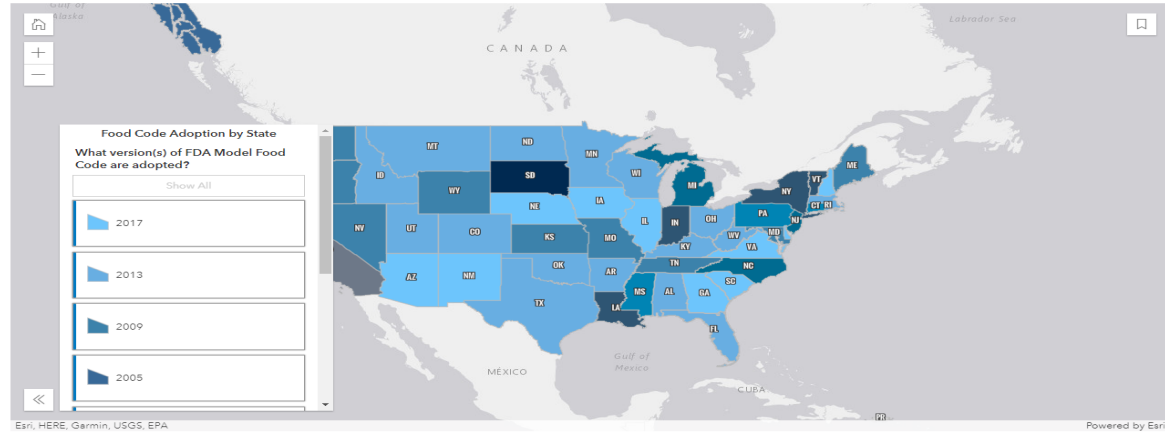 Gulf of
Alaska
Labrador Sea
CANADA
Food Code Adoption by State
What version(s) of FDA Model Food
Code are adopted?
Show All
2017
2013
2009
2005
MT
ND
MN
ID
SD
WI
WY
MI
NE
IA
NV
UT
CO
KS
MO
IL
IN
OH
KY
WV
VA
PA
NY
VT
ME
CT
RI
NJ
MD
AZ
NM
OK
AR
TN
NC
SC
TX
LA
MS
AL
GA
FL
Gulf of
Mexico
MÉXICO
CUBA
PR
Esri, HERE, Garmin, USGS, EPA
Powered by Esri